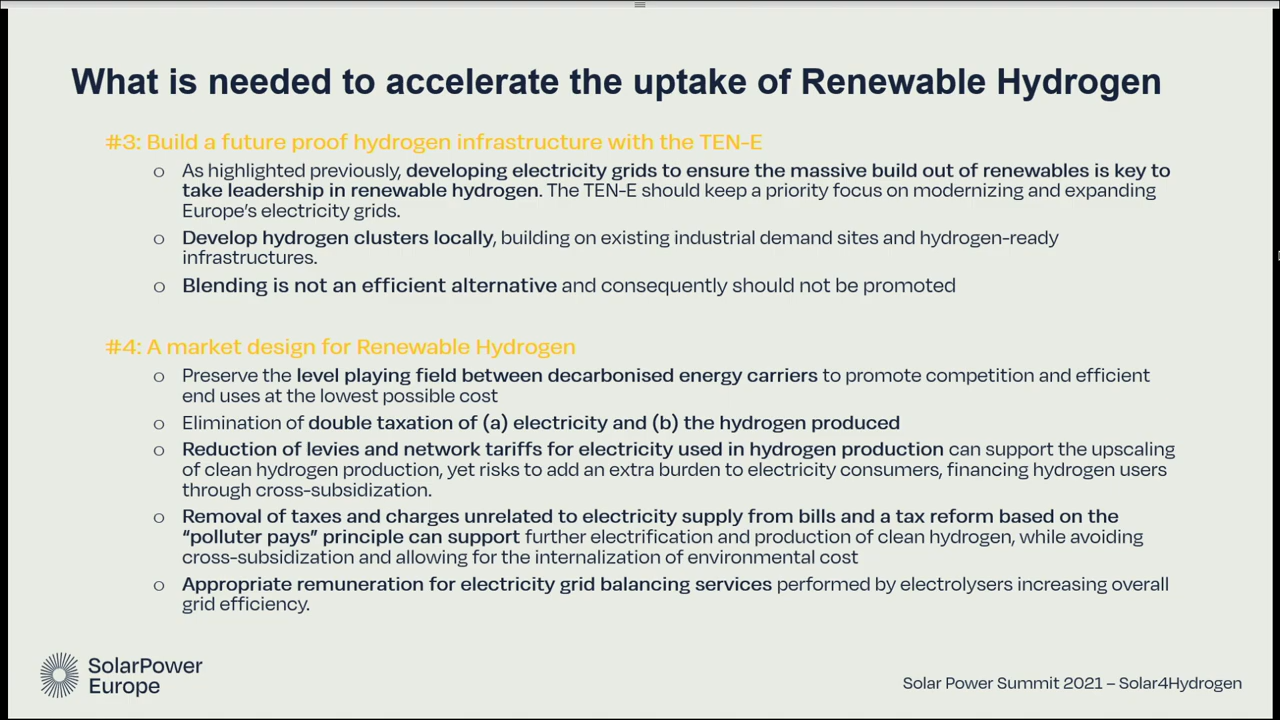 What is needed to accelerate the uptake of Renewable Hydrogen
#3: Build a future proof hydrogen infrastructure with the TEN-E
o As highlighted previously, developing electricity grids to ensure the massive build out of renewables is key to
take leadership in renewable hydrogen. The TEN-E should keep a priority focus on modernizing and expanding
Europe's electricity grids.
o Develop hydrogen clusters locally, building on existing industrial demand sites and hydrogen-ready
infrastructures.
o Blending is not an efficient alternative and consequently should not be promoted
#4: A market design for Renewable Hydrogen
o Preserve the level playing field between decarbonised energy carriers to promote competition and efficient
end uses at the lowest possible cost
o Elimination of double taxation of (a) electricity and (b) the hydrogen produced
o Reduction of levies and network tariffs for electricity used in hydrogen production can support the upscaling
of clean hydrogen production, yet risks to add an extra burden to electricity consumers, financing hydrogen users
through cross-subsidization.
o Removal of taxes and charges unrelated to electricity supply from bills and a tax reform based on the
“polluter pays” principle can support further electrification and production of clean hydrogen, while avoiding
cross-subsidization and allowing for the internalization of environmental cost
o Appropriate remuneration for electricity grid balancing services performed by electrolysers increasing overall
grid efficiency.
SolarPower
Europe
Solar Power Summit 2021 – Solar4Hydrogen